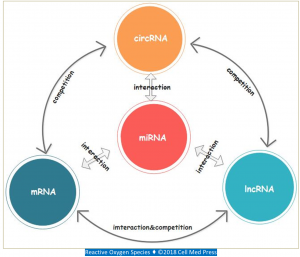 circRNA
competition
competition
interaction
miRNA
interaction
interaction
mRNA
lncRNA
imteraction&competition
Reactive Oxygen Species ♦ ©2018 Cell Med Press